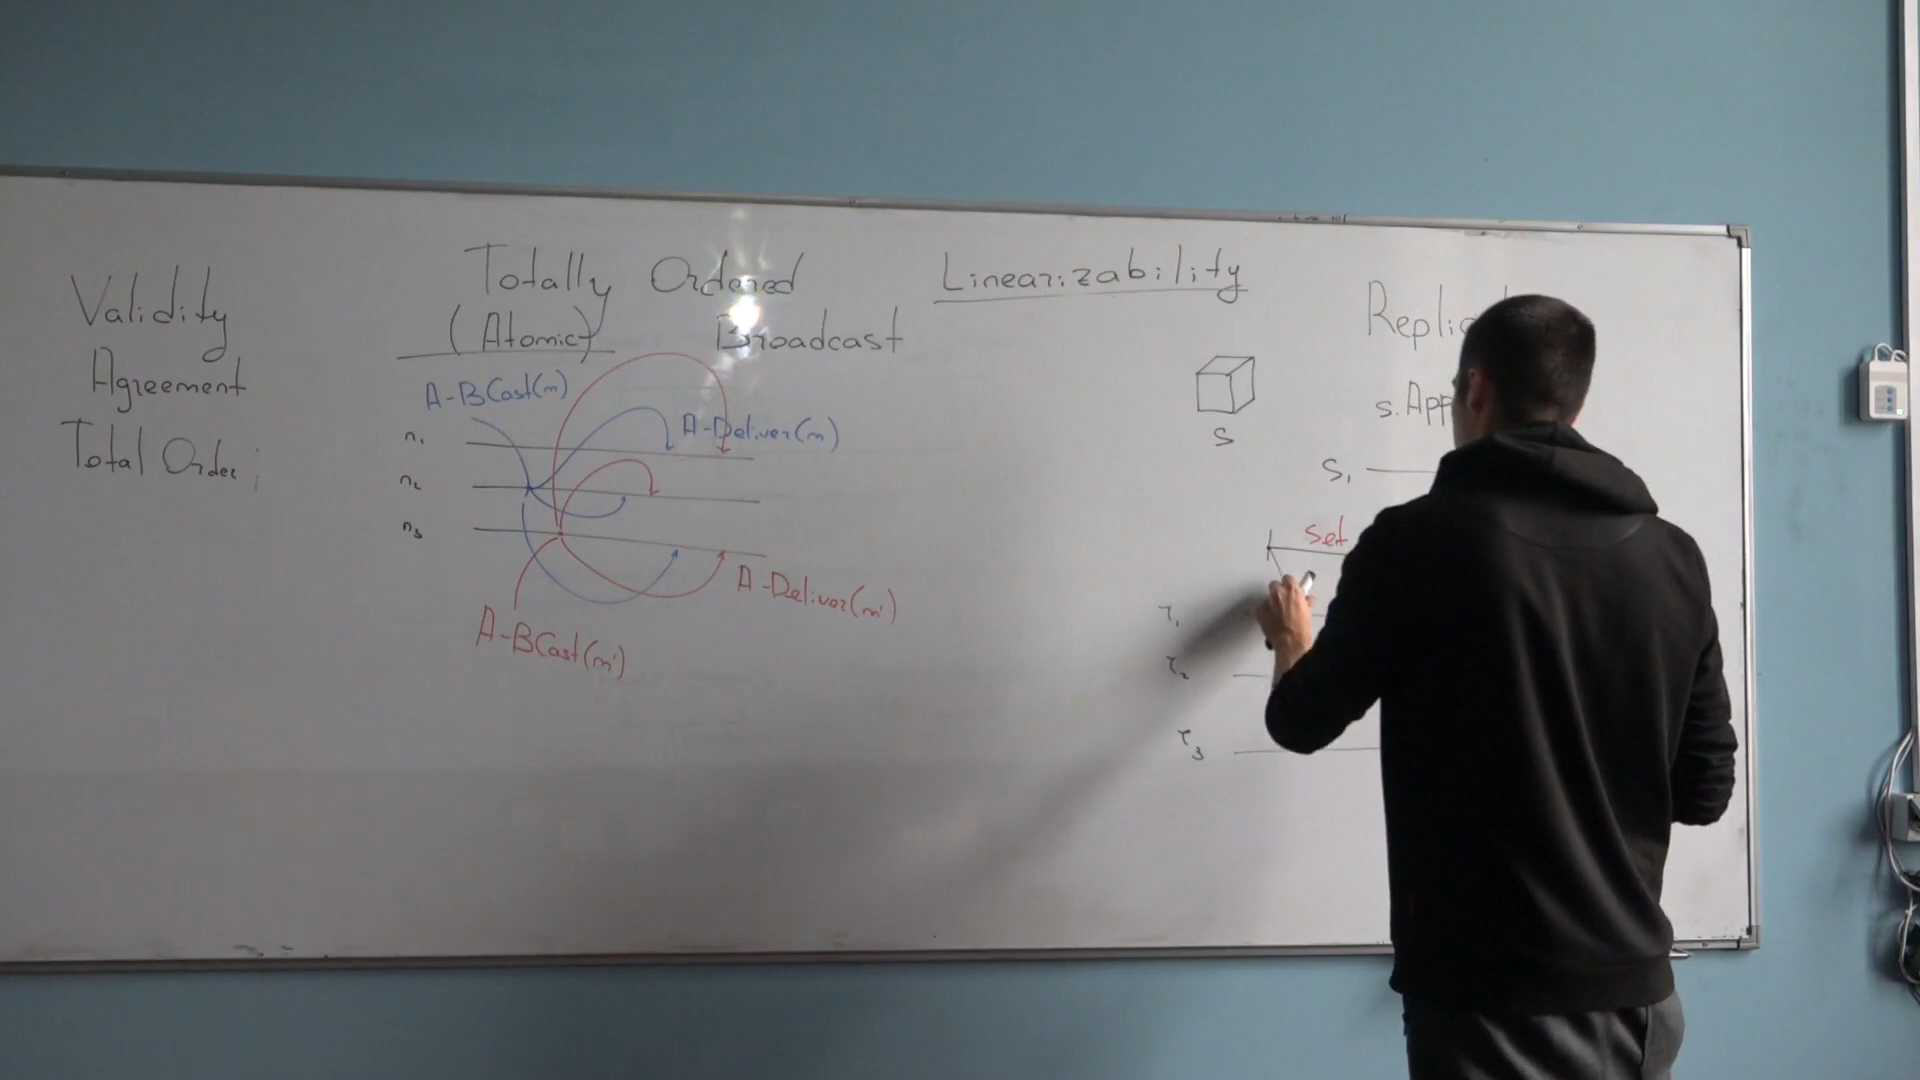 Validity
Agreement
Total Order
Totally Ordered
(Atomic) Broadcast
A-BCast(m)
A-Deliver(m)
n1
n2
n3
A-Deliver(m')
A-BCast(m')
Linearizability
S
s.App
S1
set
r1
r2
r3